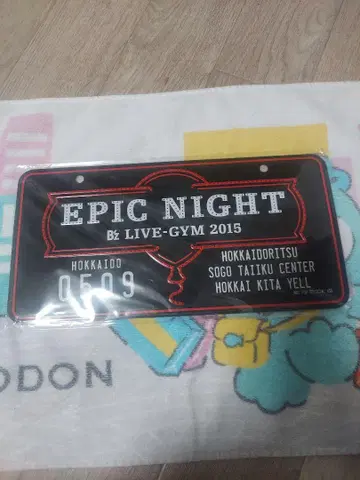 EPIC NIGHT
B'z LIVE-GYM 2015
HOKKAIDO
0509
HOKKAIDORITSU
SOGO TAIIKU CENTER
HOKKAI KITA YELL
ODON